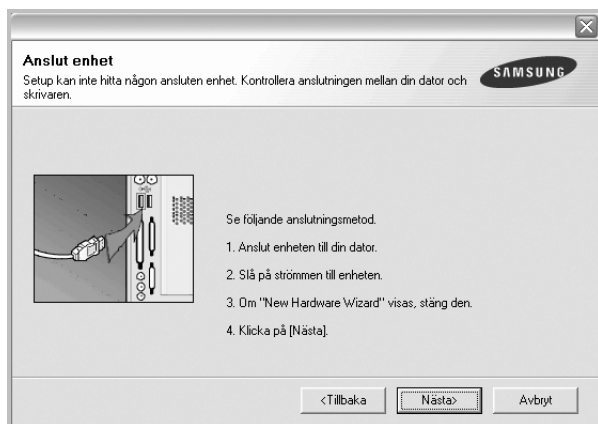 Anslut enhet
Setup kan inte hitta någon ansluten enhet. Kontrollera anslutningen mellan din dator och
skrivaren.
SAMSUNG
Se följande anslutningsmetod.
1. Anslut enheten till din dator.
2. Slå på strömmen till enheten.
3. Om "New Hardware Wizard" visas, stäng den.
4. Klicka på [Nästa].
<Tillbaka
Nästa>
Avbryt